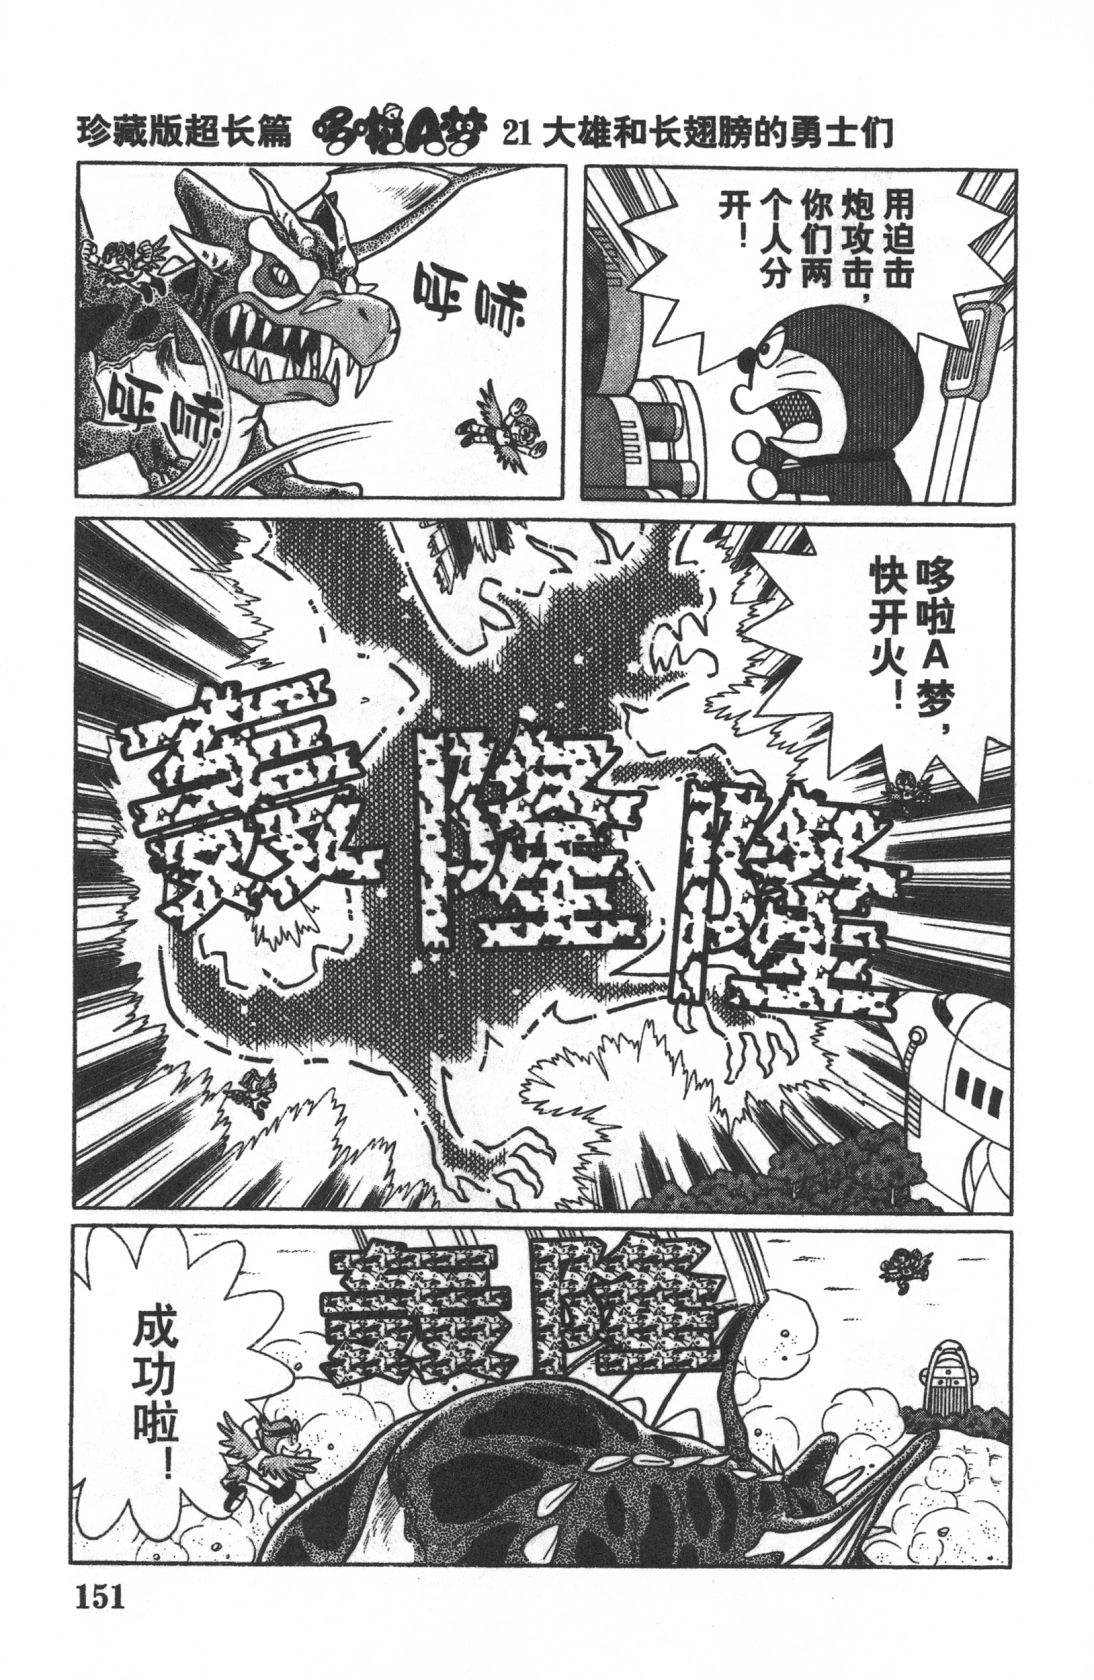 珍藏版超长篇 哆啦A梦 21 大雄和长翅膀的勇士们
用迫击
炮攻击，
你们两
个人分
开！
呼哧
呼哧
哆啦A梦，
快开火！
轰隆隆
轰隆
成功啦！
151